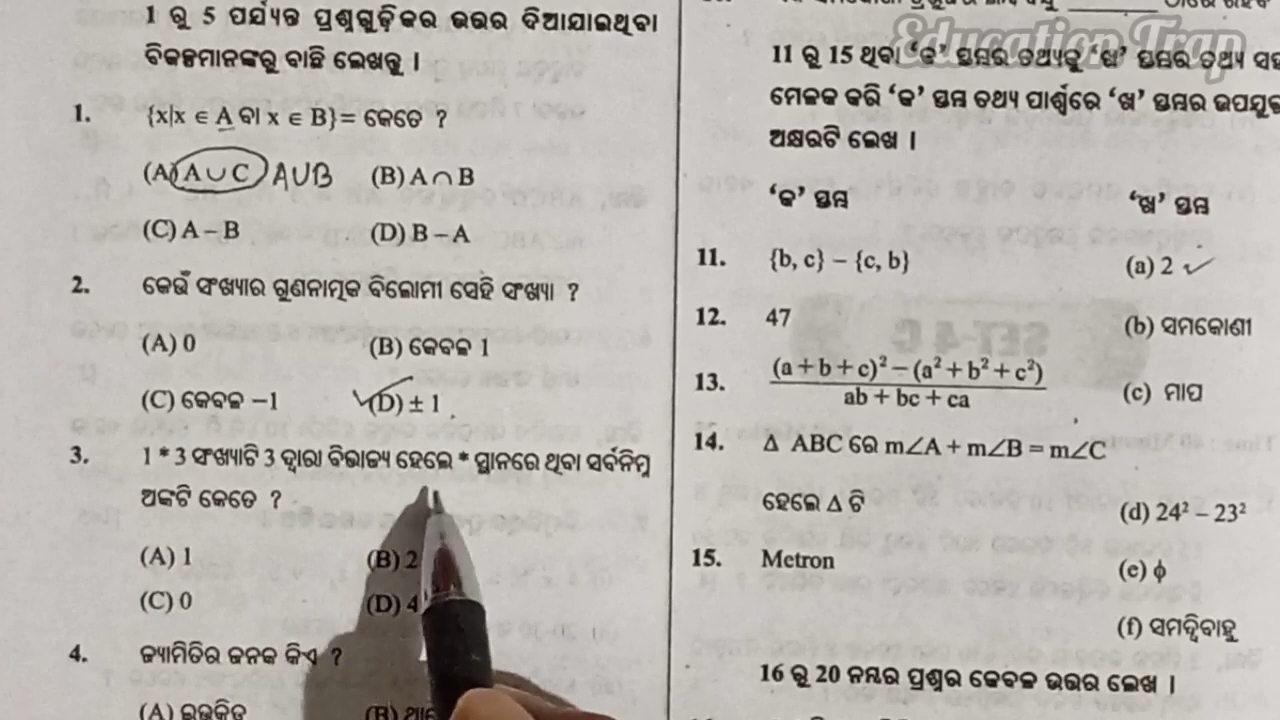 1 ରୁ 5 ପର୍ଯ୍ୟନ୍ତ ପ୍ରଶ୍ନଗୁଡ଼ିକର ଉତ୍ତର ଦିଆଯାଇଥିବା
ବିକଳ୍ପମାନଙ୍କରୁ ବାଛି ଲେଖରୁ ।
1. {x|x ∈ A ବା x ∈ B} = କେତେ ?
(A) A ∪ C A∪B (B) A ∩ B
(C) A – B (D) B – A
2. କେଉଁ ସଂଖ୍ୟାର ଗୁଣନାତ୍ମକ ବିଲୋମୀ ସେହି ସଂଖ୍ୟା ?
(A) 0 (B) କେବଳ 1
(C) କେବଳ –1 (D) ± 1
3. 1 * 3 ସଂଖ୍ୟାଟି 3 ଦ୍ୱାରା ବିଭାଜ୍ୟ ହେଲେ * ସ୍ଥାନରେ ଥିବା ସର୍ବନିମ୍ନ
ଅଙ୍କଟି କେତେ ?
(A) 1 (B) 2
(C) 0 (D) 4
4. ଜ୍ୟାମିତିର ଜନକ କିଏ ?
(A) ଇଉକ୍ଲିଡ (B)
Education Trap
11 ରୁ 15 ଥିବା ‘କ’ ସ୍ତମ୍ଭର ତଥ୍ୟକୁ ‘ଖ’ ସ୍ତମ୍ଭର ତଥ୍ୟ ସହ
ମେଳକ କରି ‘କ’ ସ୍ତମ୍ଭ ତଥ୍ୟ ପାର୍ଶ୍ୱରେ ‘ଖ’ ସ୍ତମ୍ଭର ଉପଯୁକ୍ତ
ଅକ୍ଷରଟି ଲେଖ ।
‘କ’ ସ୍ତମ୍ଭ ‘ଖ’ ସ୍ତମ୍ଭ
11. {b, c} – {c, b} (a) 2
12. 47 (b) ସମକୋଣୀ
13. (a + b + c)² – (a² + b² + c²) / ab + bc + ca (c) ମାପ
14. Δ ABC ରେ m∠A + m∠B = m∠C
ହେଲେ Δ ଟି (d) 24² – 23²
15. Metron (e) ϕ
(f) ସମଦ୍ୱିବାହୁ
16 ରୁ 20 ନମ୍ବର ପ୍ରଶ୍ନର କେବଳ ଉତ୍ତର ଲେଖ ।